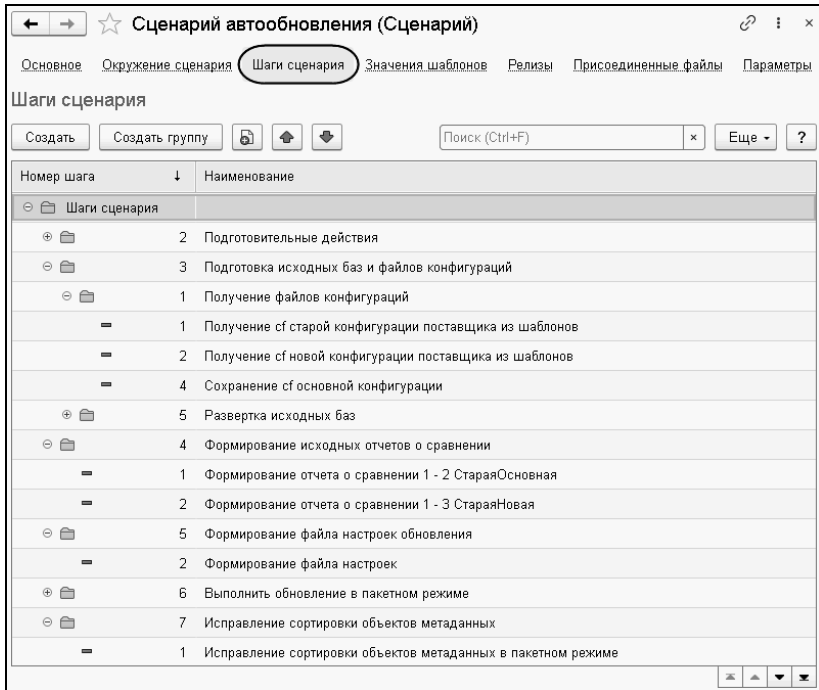 Сценарий автообновления (Сценарий)
Основное Окружение сценария Шаги сценария Значения шаблонов Релизы Присоединенные файлы Параметры
Шаги сценария
Создать Создать группу Поиск (Ctrl+F) × Еще ?
Номер шага ↓ Наименование
Шаги сценария
2 Подготовительные действия
3 Подготовка исходных баз и файлов конфигураций
1 Получение файлов конфигураций
1 Получение cf старой конфигурации поставщика из шаблонов
2 Получение cf новой конфигурации поставщика из шаблонов
4 Сохранение cf основной конфигурации
5 Развертка исходных баз
4 Формирование исходных отчетов о сравнении
1 Формирование отчета о сравнении 1 - 2 СтараяОсновная
2 Формирование отчета о сравнении 1 - 3 СтараяНовая
5 Формирование файла настроек обновления
2 Формирование файла настроек
6 Выполнить обновление в пакетном режиме
7 Исправление сортировки объектов метаданных
1 Исправление сортировки объектов метаданных в пакетном режиме